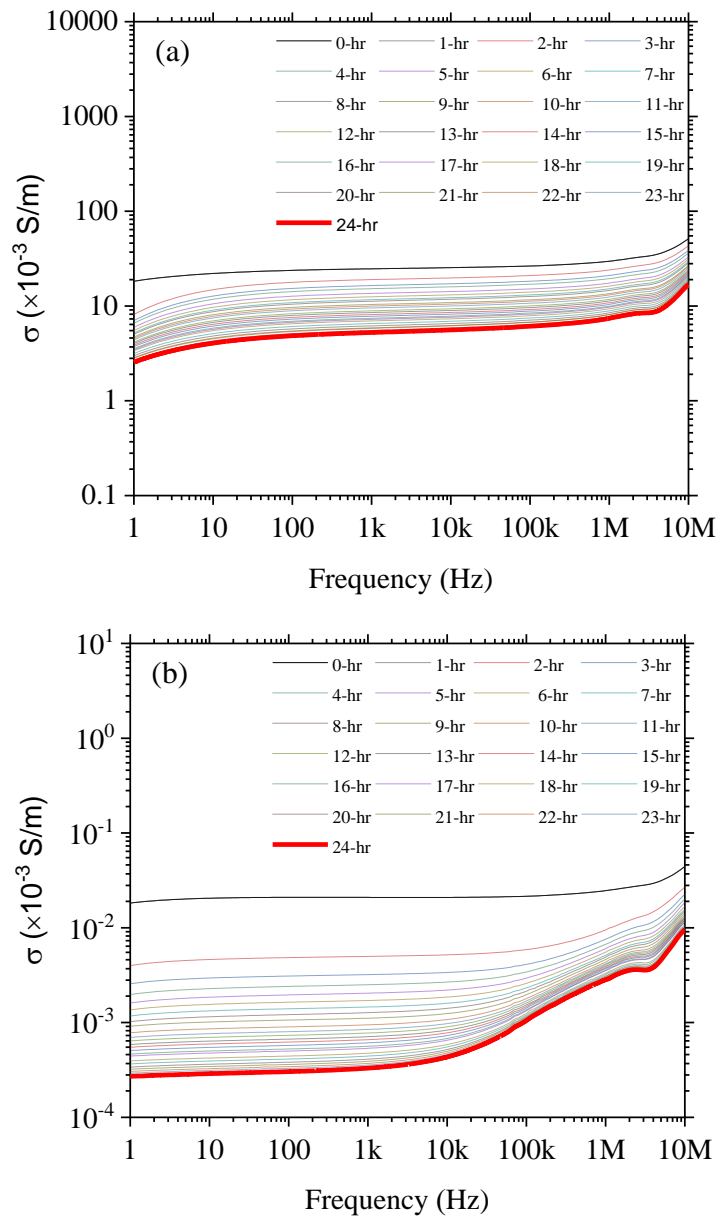 (a)
0-hr 1-hr 2-hr 3-hr
4-hr 5-hr 6-hr 7-hr
8-hr 9-hr 10-hr 11-hr
12-hr 13-hr 14-hr 15-hr
16-hr 17-hr 18-hr 19-hr
20-hr 21-hr 22-hr 23-hr
24-hr
10000
1000
100
10
1
0.1
σ (×10⁻³ S/m)
1 10 100 1k 10k 100k 1M 10M
Frequency (Hz)
(b)
0-hr 1-hr 2-hr 3-hr
4-hr 5-hr 6-hr 7-hr
8-hr 9-hr 10-hr 11-hr
12-hr 13-hr 14-hr 15-hr
16-hr 17-hr 18-hr 19-hr
20-hr 21-hr 22-hr 23-hr
24-hr
10¹
10⁰
10⁻¹
10⁻²
10⁻³
10⁻⁴
σ (×10⁻³ S/m)
1 10 100 1k 10k 100k 1M 10M
Frequency (Hz)